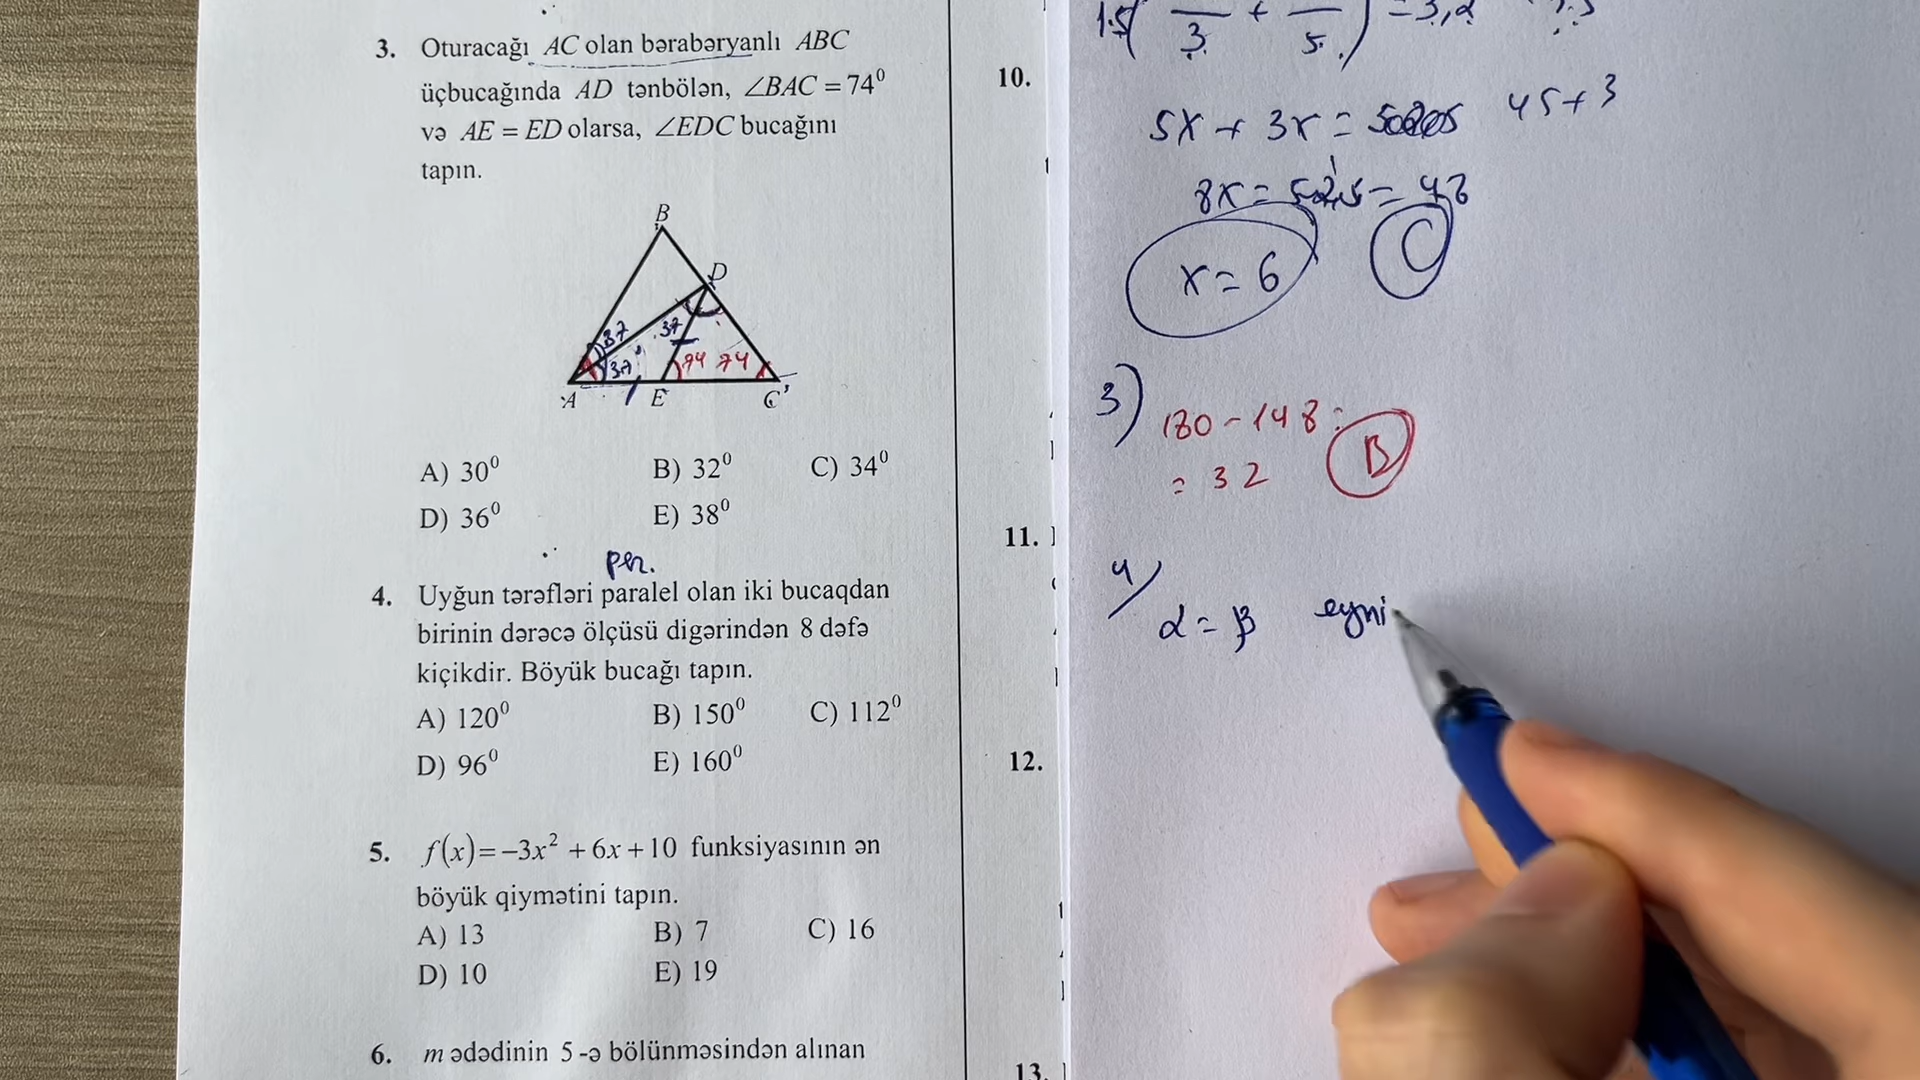 3. Oturacağı AC olan bərabəryanlı ABC
üçbucağında AD tənbölən, ∠BAC = 74⁰
və AE = ED olarsa, ∠EDC bucağını
tapın.
B
D
37
37
37
74 74
A E C
A) 30⁰ B) 32⁰ C) 34⁰
D) 36⁰ E) 38⁰
per.
4. Uyğun tərəfləri paralel olan iki bucaqdan
birinin dərəcə ölçüsü digərindən 8 dəfə
kiçikdir. Böyük bucağı tapın.
A) 120⁰ B) 150⁰ C) 112⁰
D) 96⁰ E) 160⁰
5. f(x)=−3x² + 6x + 10 funksiyasının ən
böyük qiymətini tapın.
A) 13 B) 7 C) 16
D) 10 E) 19
6. m ədədinin 5 -ə bölünməsindən alınan
10.
11.
12.
13.
3 + 5
5x + 3x = 45 + 3
8x = = 48
x = 6 C
3) 180 - 148 =
= 32 B
4)
α = β eyni